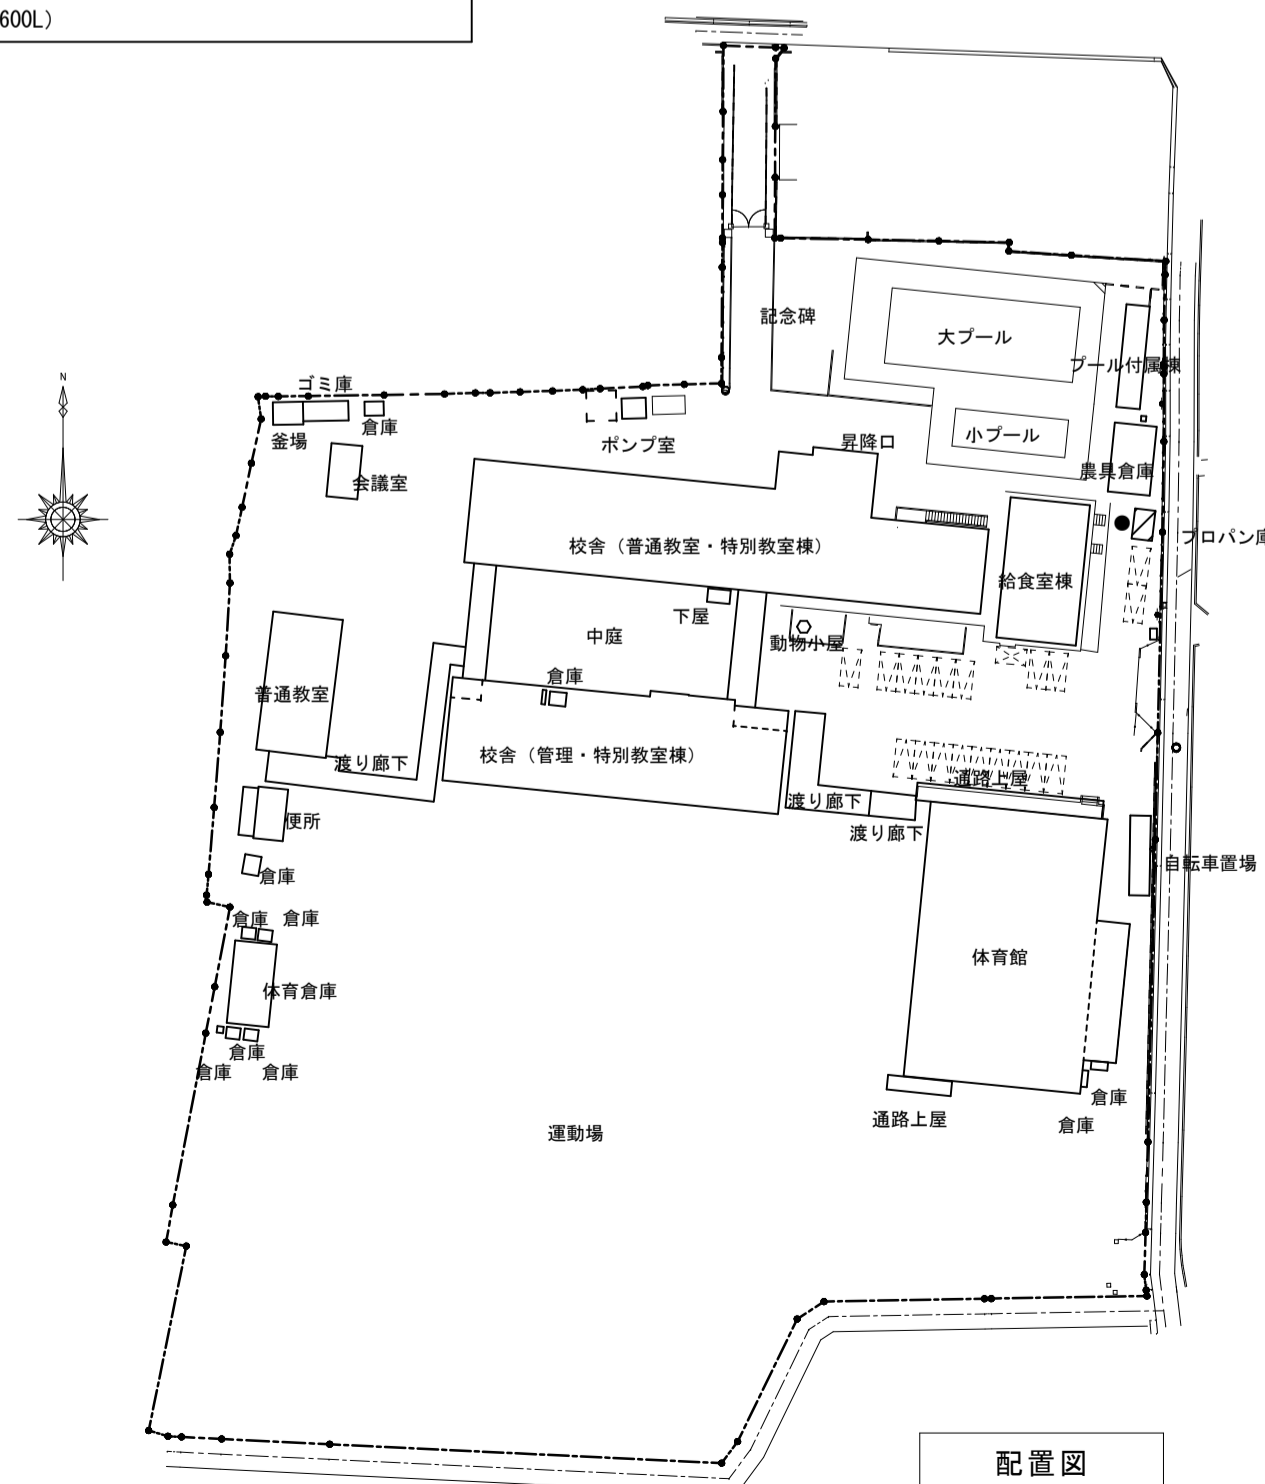 600L)
N
記念碑
大プール
プール付属棟
ゴミ庫
釜場
倉庫
ポンプ室
昇降口
小プール
農具倉庫
会議室
校舎（普通教室・特別教室棟）
プロパン庫
給食室棟
下屋
中庭
動物小屋
倉庫
普通教室
渡り廊下
校舎（管理・特別教室棟）
通路上屋
渡り廊下
便所
渡り廊下
自転車置場
倉庫
倉庫 倉庫
体育館
体育倉庫
倉庫
倉庫 倉庫
倉庫
通路上屋
倉庫
運動場
配置図